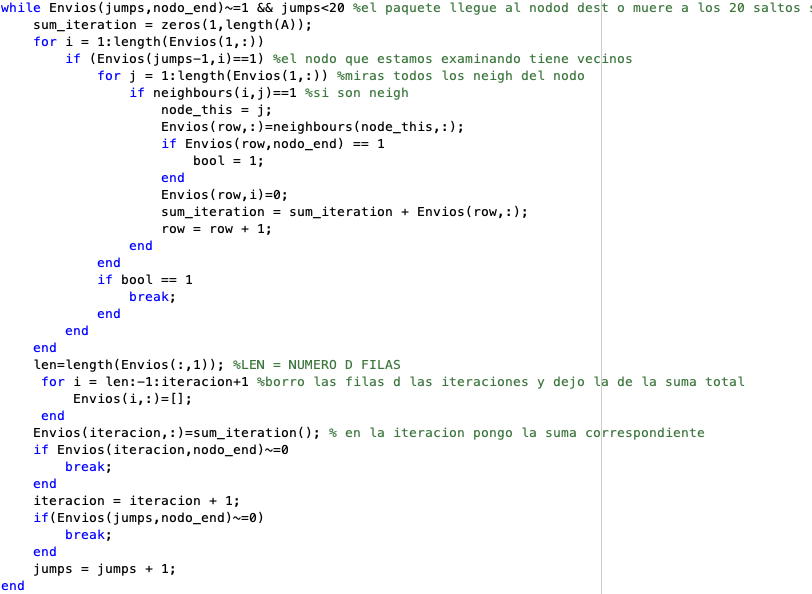 while Envios(jumps,nodo_end)~=1 && jumps<20 %el paquete llegue al nodod dest o muere a los 20 saltos
    sum_iteration = zeros(1,length(A));
    for i = 1:length(Envios(1,:))
        if (Envios(jumps-1,i)==1) %el nodo que estamos examinando tiene vecinos
            for j = 1:length(Envios(1,:)) %miras todos los neigh del nodo
                if neighbours(i,j)==1 %si son neigh
                    node_this = j;
                    Envios(row,:)=neighbours(node_this,:);
                    if Envios(row,nodo_end) == 1
                        bool = 1;
                    end
                    Envios(row,i)=0;
                    sum_iteration = sum_iteration + Envios(row,:);
                    row = row + 1;
                end
            end
            if bool == 1
                break;
            end
        end
    end
    len=length(Envios(:,1)); %LEN = NUMERO D FILAS
     for i = len:-1:iteracion+1 %borro las filas d las iteraciones y dejo la de la suma total
         Envios(i,:)=[];
     end
    Envios(iteracion,:)=sum_iteration(); % en la iteracion pongo la suma correspondiente
    if Envios(iteracion,nodo_end)~=0
        break;
    end
    iteracion = iteracion + 1;
    if(Envios(jumps,nodo_end)~=0)
        break;
    end
    jumps = jumps + 1;
end